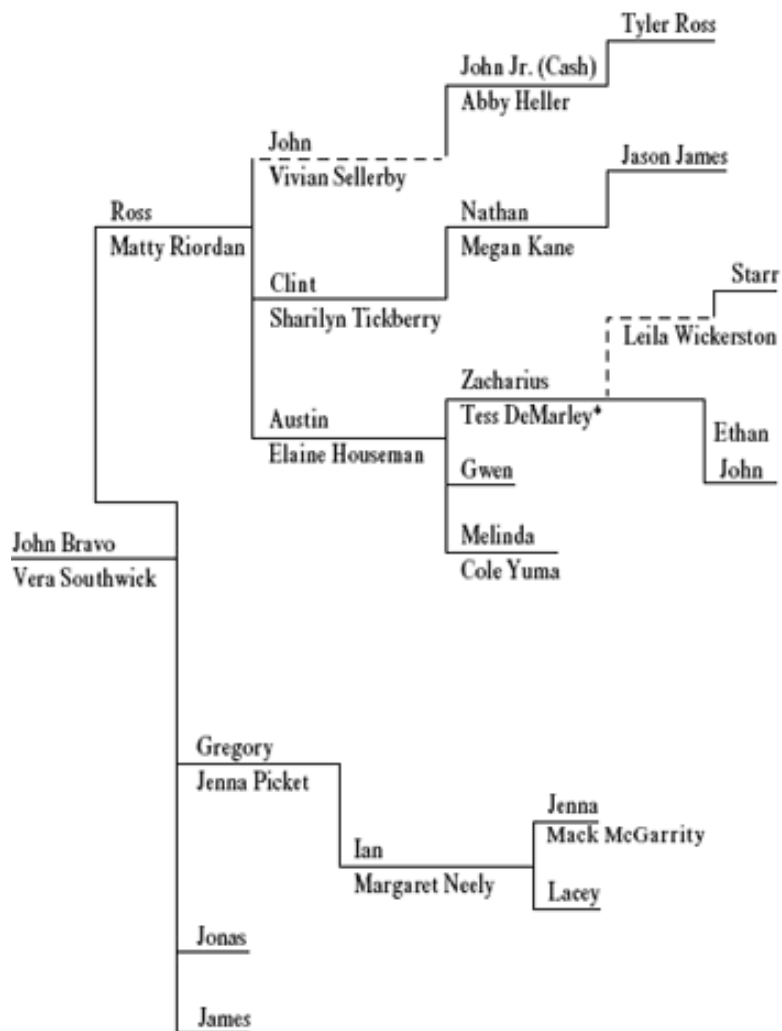 Tyler Ross
John Jr. (Cash)
Abby Heller
John
Vivian Sellerby
Jason James
Ross
Matty Riordan
Nathan
Megan Kane
Starr
Clint
Sharilyn Tickberry
Leila Wickerston
Zacharius
Tess DeMarley*
Austin
Elaine Houseman
Ethan
John
Gwen
Melinda
Cole Yuma
John Bravo
Vera Southwick
Gregory
Jenna Picket
Jenna
Mack McGarrity
Ian
Margaret Neely
Lacey
Jonas
James